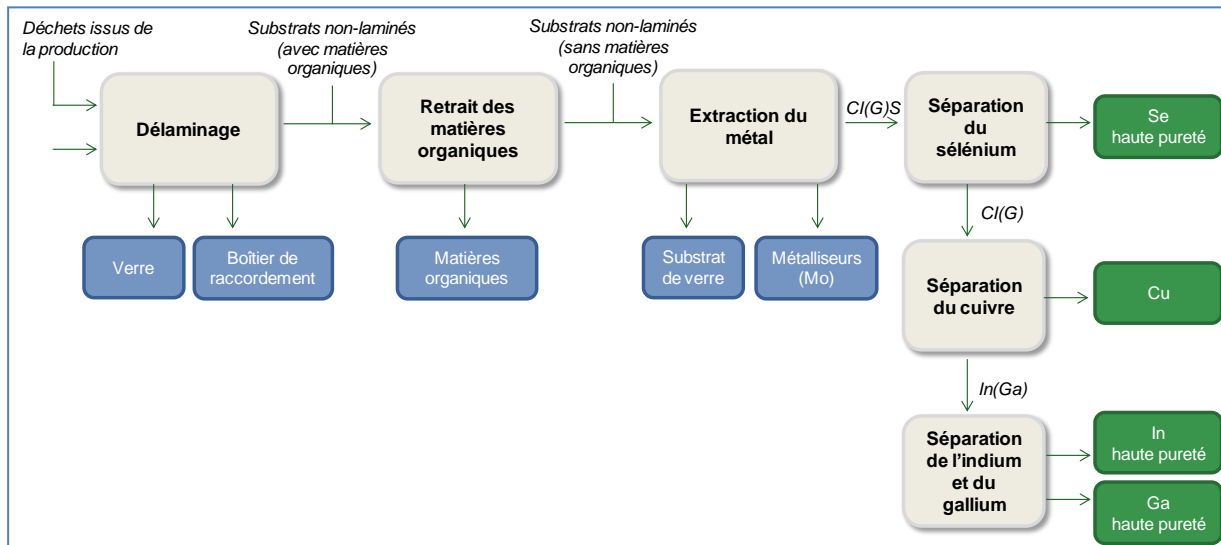 Déchets issus de
la production
Substrats non-laminés
(avec matières
organiques)
Substrats non-laminés
(sans matières
organiques)
Délaminage
Retrait des
matières
organiques
Extraction du
métal
CI(G)S
Séparation
du
sélénium
Se
haute pureté
Verre
Boîtier de
raccordement
Matières
organiques
Substrat
de verre
Métalliseurs
(Mo)
CI(G)
Séparation
du cuivre
Cu
In(Ga)
Séparation
de l'indium
et du
gallium
In
haute pureté
Ga
haute pureté